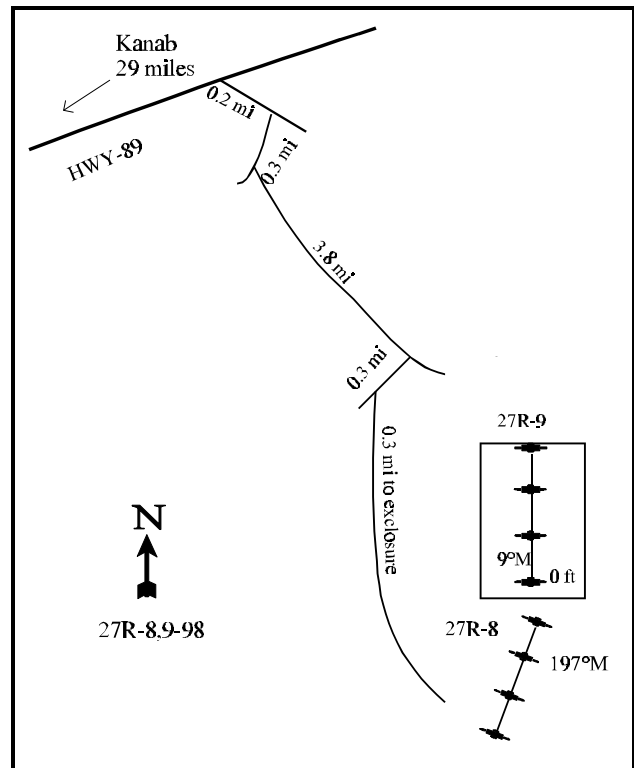 Kanab
29 miles
0.2 mi
HWY-89
0.3 mi
3.8 mi
0.3 mi
27R-9
0.3 mi to exclosure
9°M
0 ft
N
27R-8,9-98
27R-8
197°M